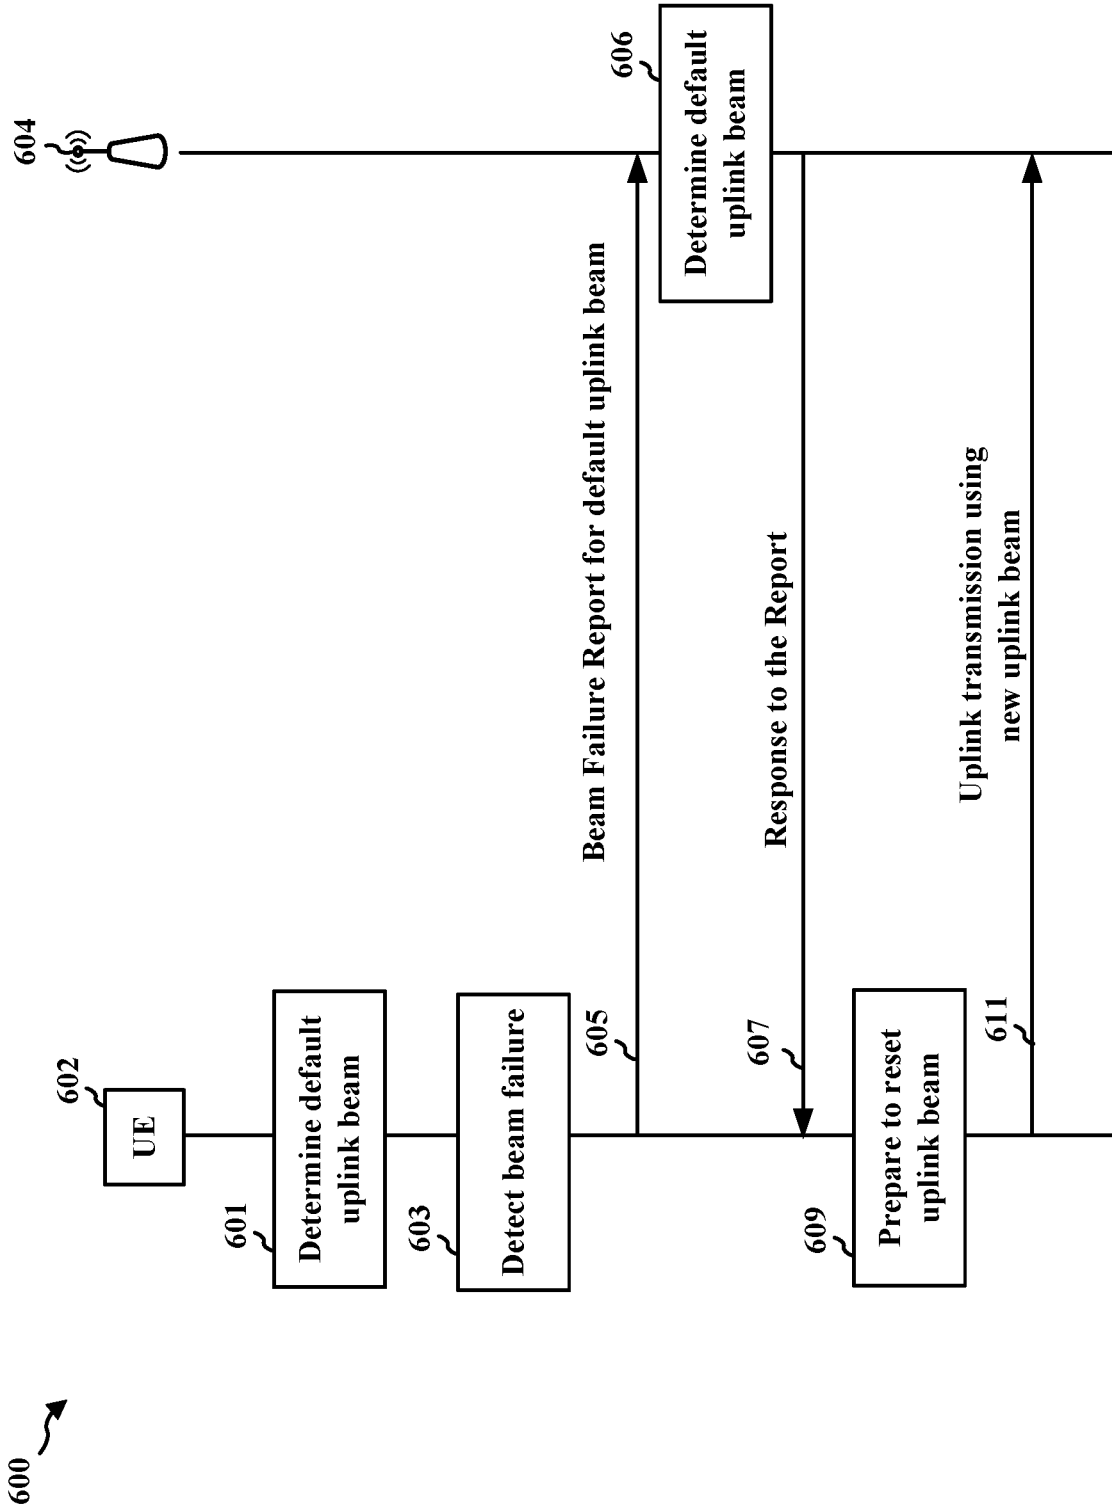 600
602
UE
604
601
Determine default
uplink beam
603
Detect beam failure
605
Beam Failure Report for default uplink beam
606
Determine default
uplink beam
607
Response to the Report
609
Prepare to reset
uplink beam
611
Uplink transmission using
new uplink beam